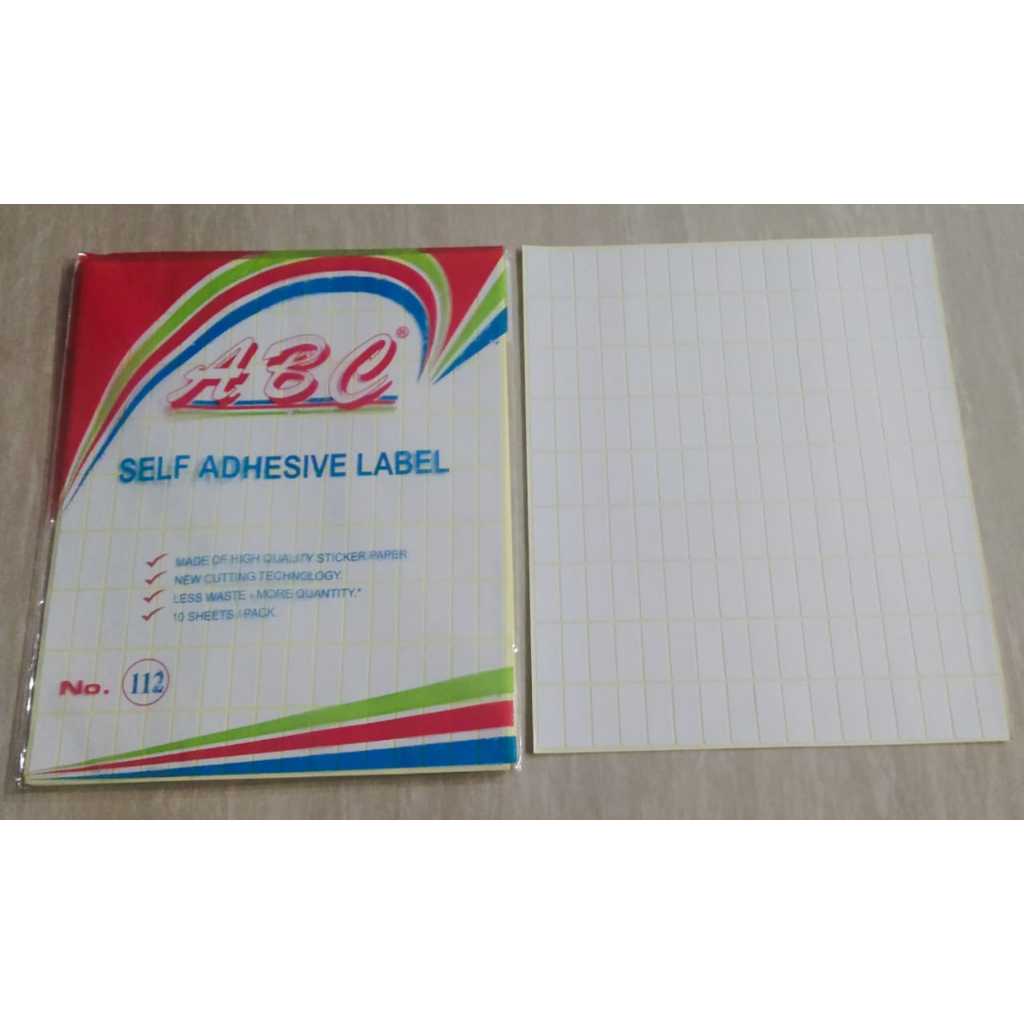 ABC®
SELF ADHESIVE LABEL
MADE OF HIGH QUALITY STICKER PAPER
NEW CUTTING TECHNOLOGY.
LESS WASTE - MORE QUANTITY.*
10 SHEETS / PACK.
No. 112